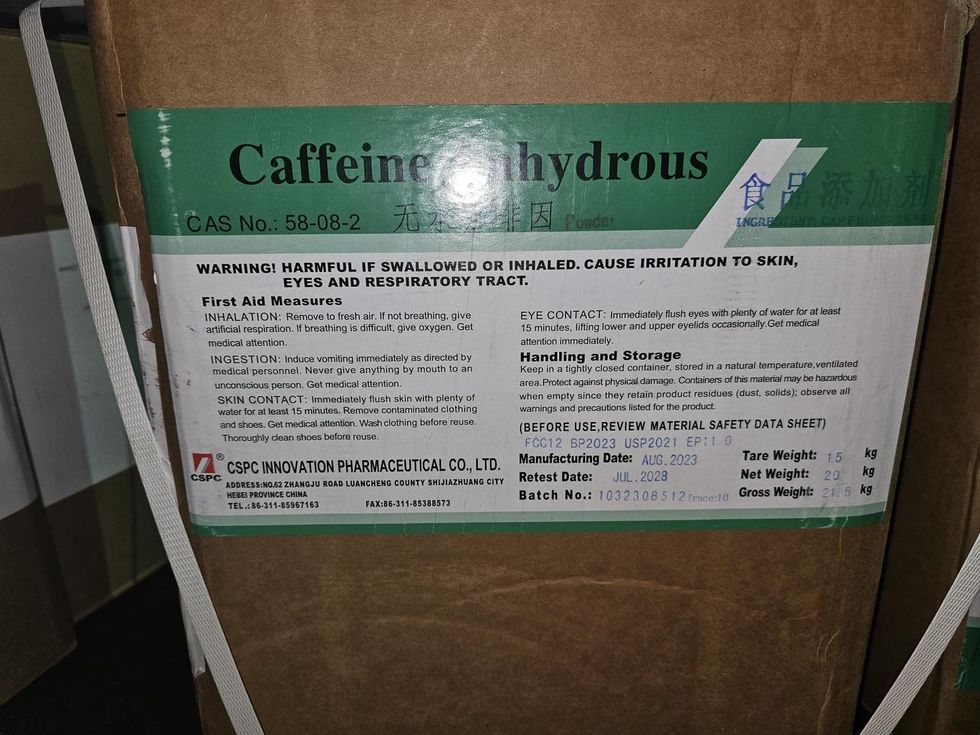 Caffeine Anhydrous
CAS No.: 58-08-2 无水咖啡因 Powder
食品添加剂
INGREDIENT: CAFFEINE
WARNING! HARMFUL IF SWALLOWED OR INHALED. CAUSE IRRITATION TO SKIN,
EYES AND RESPIRATORY TRACT.
First Aid Measures
INHALATION: Remove to fresh air. If not breathing, give
artificial respiration. If breathing is difficult, give oxygen. Get
medical attention.
INGESTION: Induce vomiting immediately as directed by
medical personnel. Never give anything by mouth to an
unconscious person. Get medical attention.
SKIN CONTACT: Immediately flush skin with plenty of
water for at least 15 minutes. Remove contaminated clothing
and shoes. Get medical attention. Wash clothing before reuse.
Thoroughly clean shoes before reuse.
EYE CONTACT: Immediately flush eyes with plenty of water for at least
15 minutes, lifting lower and upper eyelids occasionally.Get medical
attention immediately.
Handling and Storage
Keep in a tightly closed container, stored in a natural temperature,ventilated
area.Protect against physical.damage. Containers of this material may be hazardous
when empty since they retain product residues (dust, solids); observe all
warnings and precautions listed for the product.
(BEFORE USE,REVIEW MATERIAL SAFETY DATA SHEET)
FCC12 BP2023 USP2021 EP11.0
Manufacturing Date: AUG.2023
Retest Date: JUL.2028
Batch No.: 1032308512 Trace:10
Tare Weight: 1.5 kg
Net Weight: 20 kg
Gross Weight: 21.5 kg
CSPC
® CSPC INNOVATION PHARMACEUTICAL CO., LTD.
ADDRESS:NO.62 ZHANGJU ROAD LUANCHENG COUNTY SHIJIAZHUANG CITY
HEBEI PROVINCE CHINA
TEL.:86-311-85967163 FAX:86-311-85388573